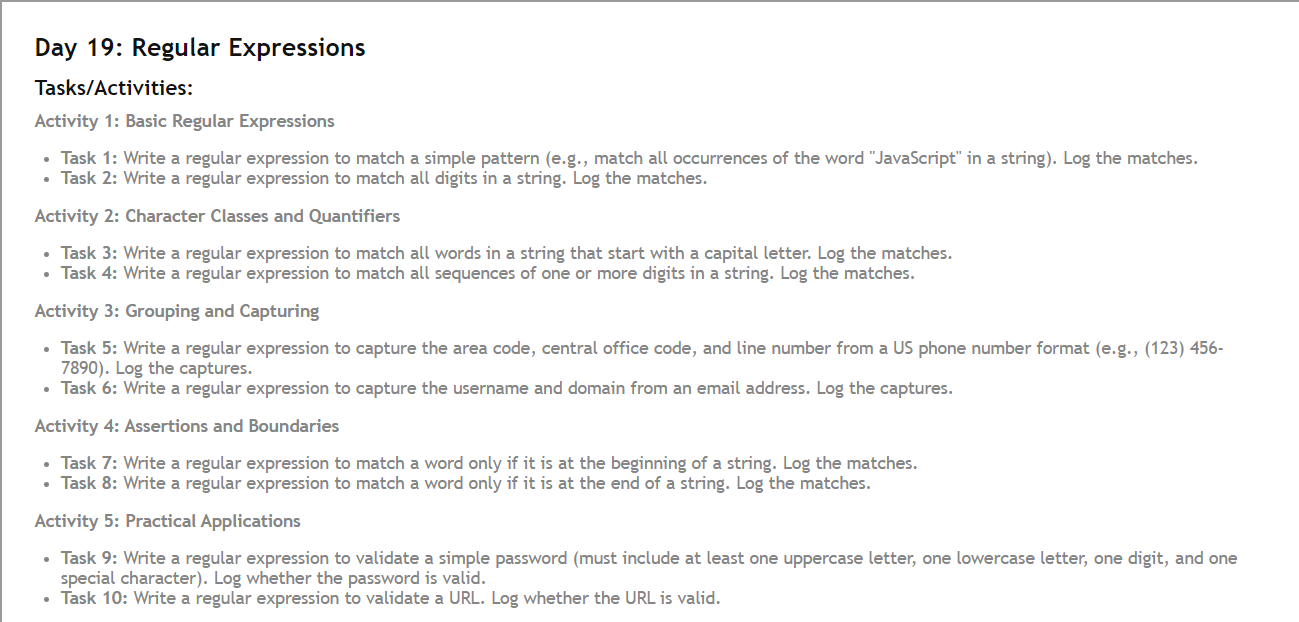 Day 19: Regular Expressions
Tasks/Activities:
Activity 1: Basic Regular Expressions
• Task 1: Write a regular expression to match a simple pattern (e.g., match all occurrences of the word "JavaScript" in a string). Log the matches.
• Task 2: Write a regular expression to match all digits in a string. Log the matches.
Activity 2: Character Classes and Quantifiers
• Task 3: Write a regular expression to match all words in a string that start with a capital letter. Log the matches.
• Task 4: Write a regular expression to match all sequences of one or more digits in a string. Log the matches.
Activity 3: Grouping and Capturing
• Task 5: Write a regular expression to capture the area code, central office code, and line number from a US phone number format (e.g., (123) 456-
7890). Log the captures.
• Task 6: Write a regular expression to capture the username and domain from an email address. Log the captures.
Activity 4: Assertions and Boundaries
• Task 7: Write a regular expression to match a word only if it is at the beginning of a string. Log the matches.
• Task 8: Write a regular expression to match a word only if it is at the end of a string. Log the matches.
Activity 5: Practical Applications
• Task 9: Write a regular expression to validate a simple password (must include at least one uppercase letter, one lowercase letter, one digit, and one
special character). Log whether the password is valid.
• Task 10: Write a regular expression to validate a URL. Log whether the URL is valid.